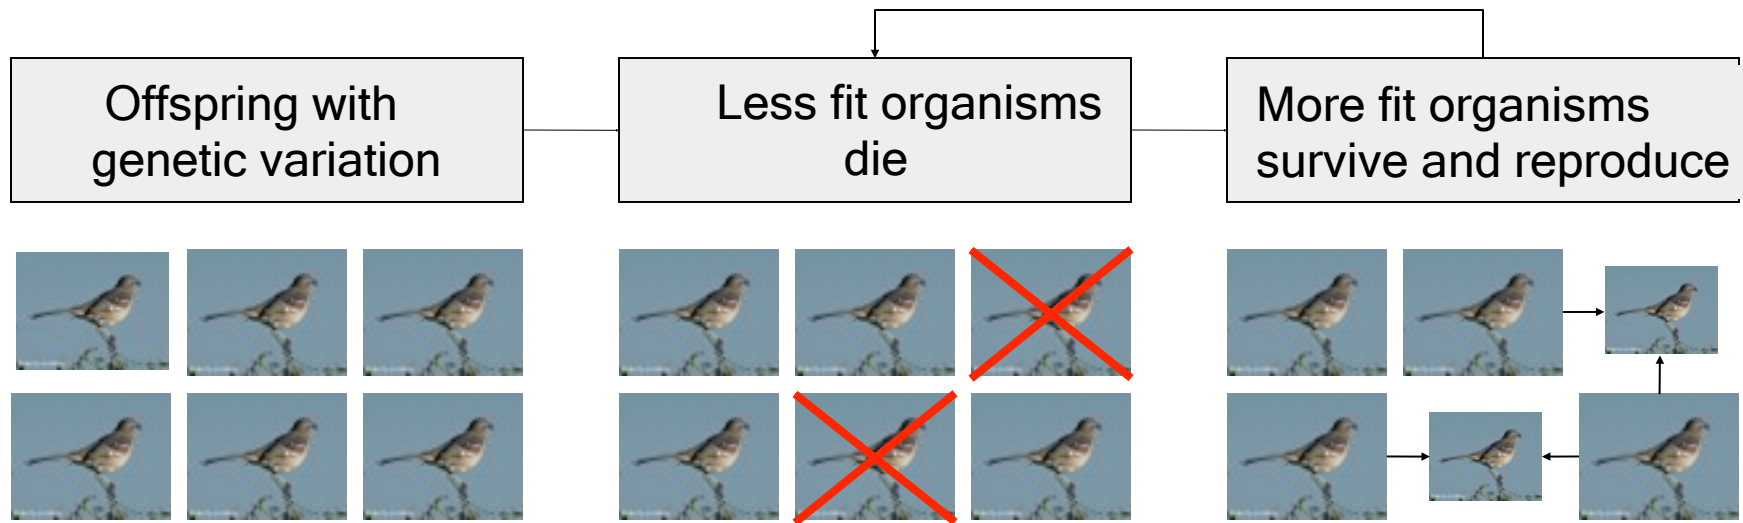 Offspring with
genetic variation
Less fit organisms
die
More fit organisms
survive and reproduce